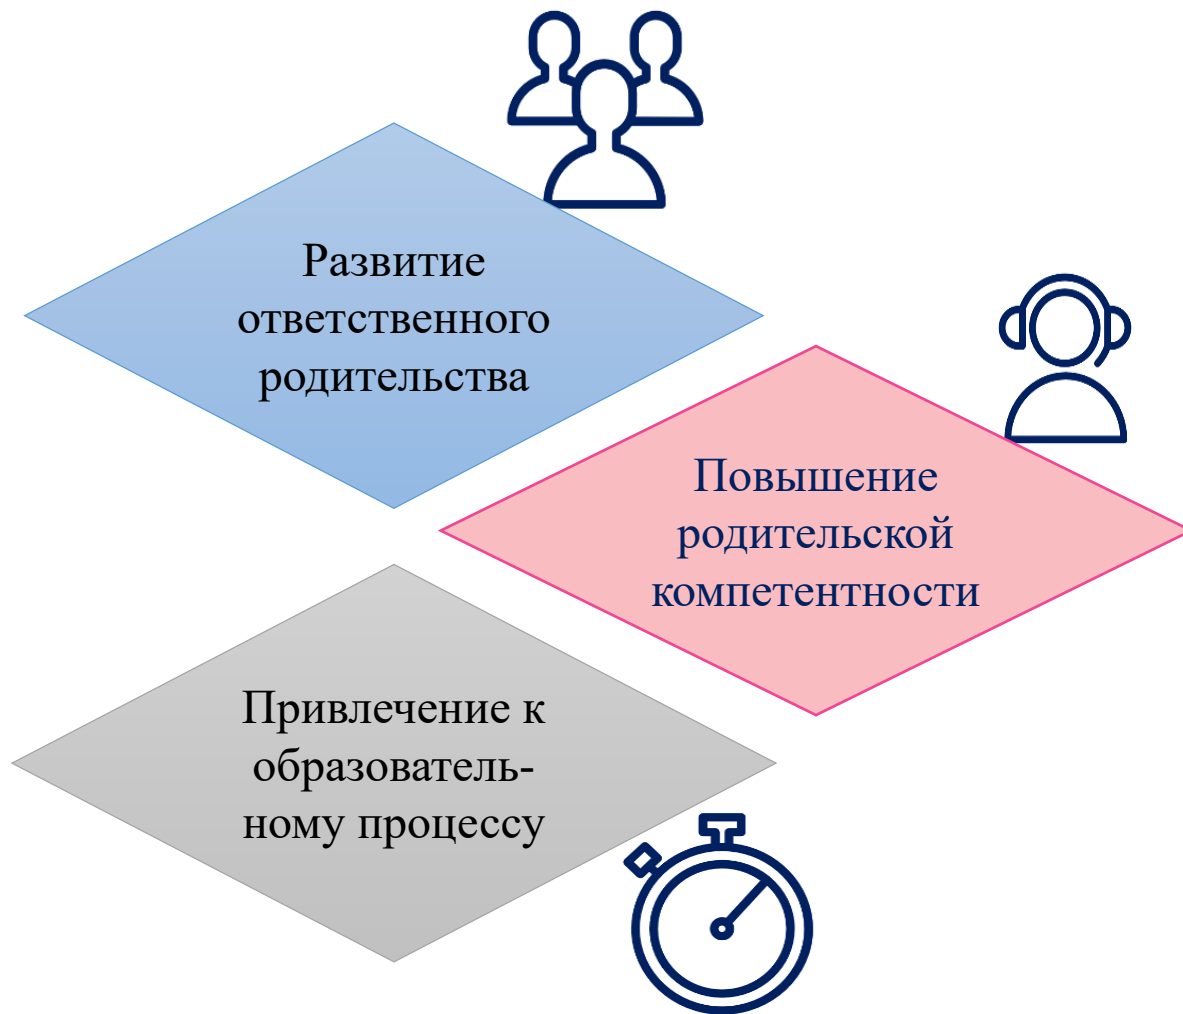 Развитие
ответственного
родительства
Повышение
родительской
компетентности
Привлечение к
образователь-
ному процессу